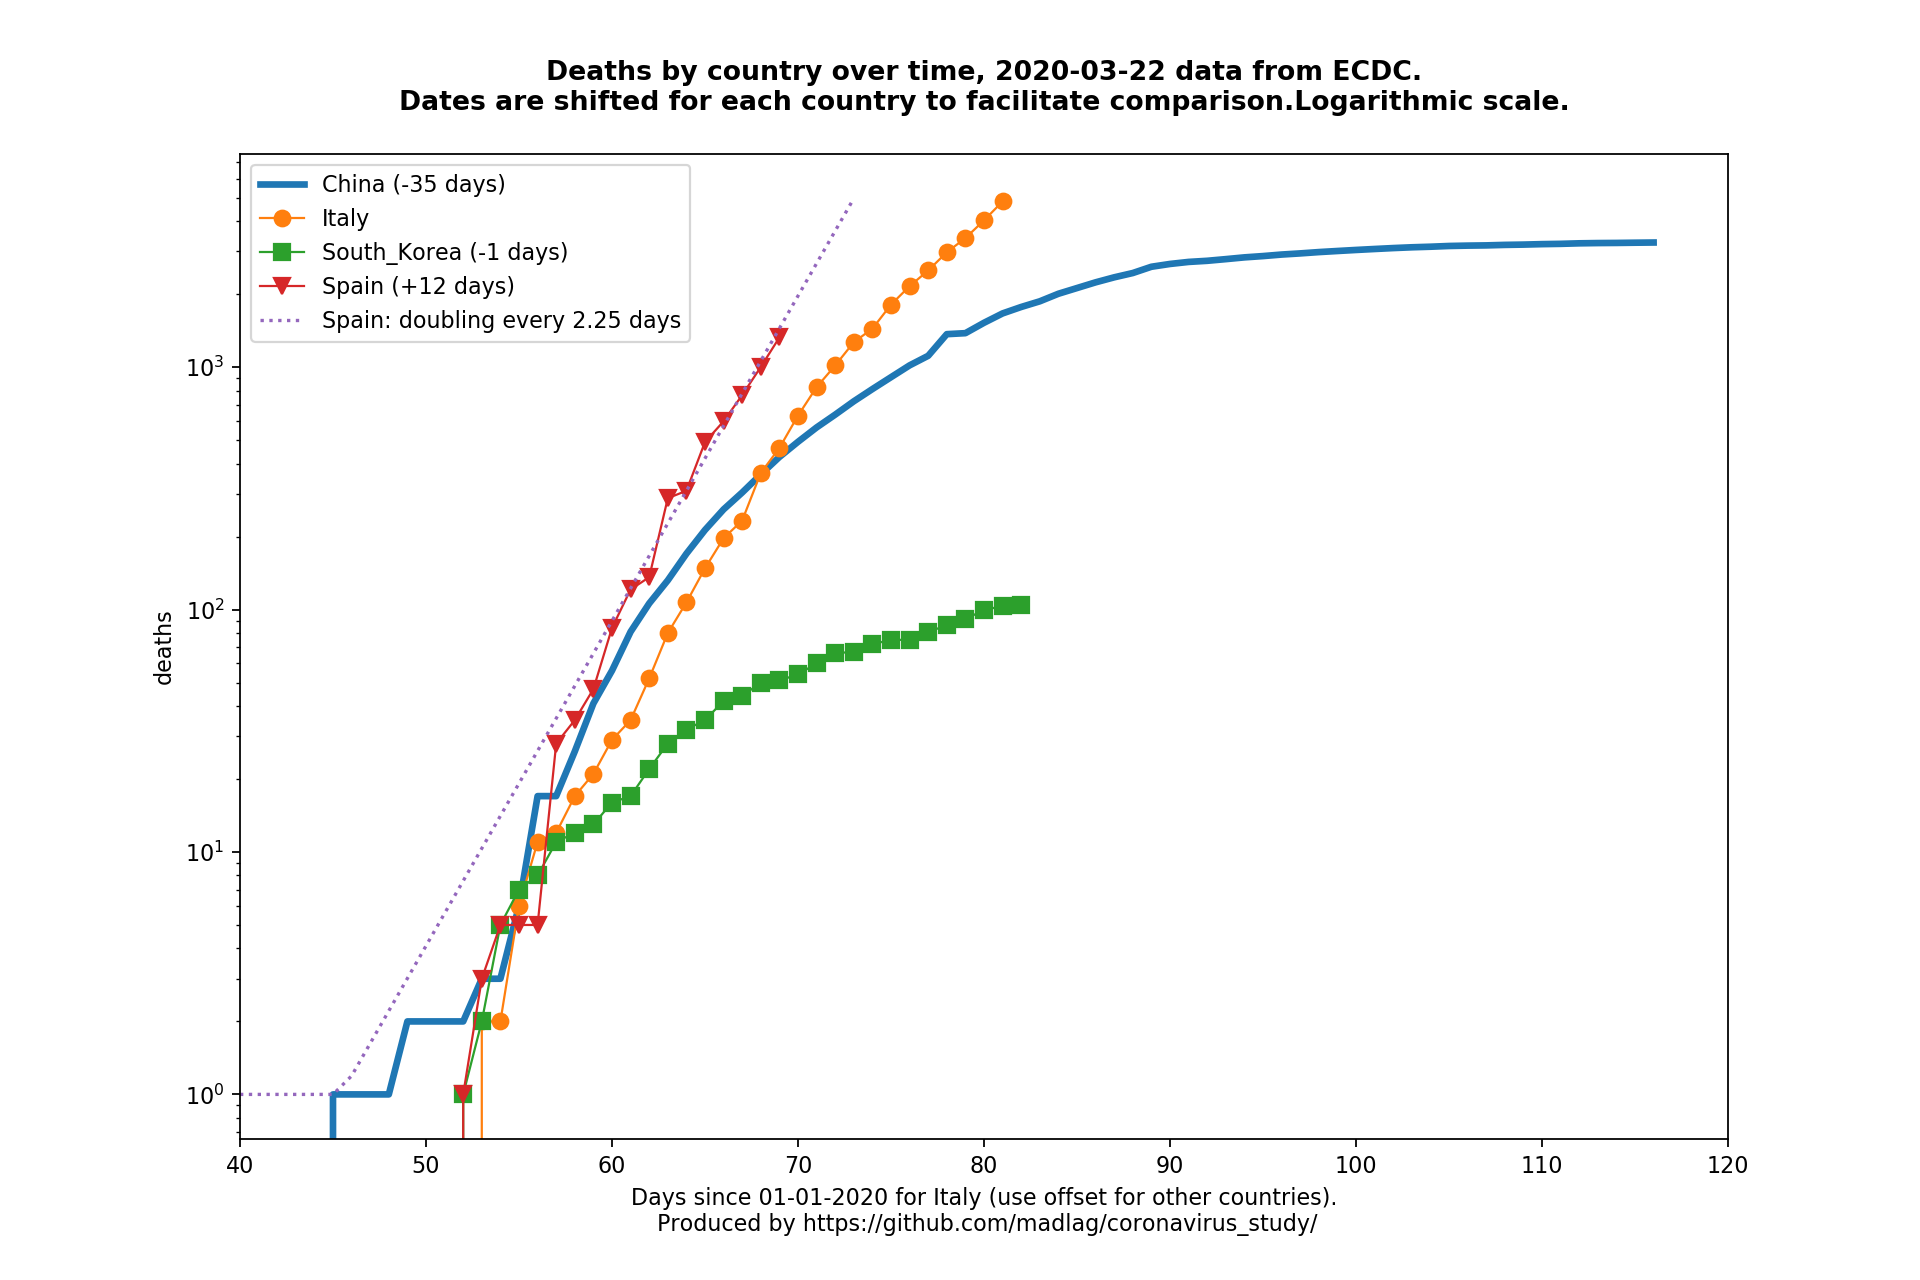 Deaths by country over time, 2020-03-22 data from ECDC.
Dates are shifted for each country to facilitate comparison.Logarithmic scale.
China (-35 days)
Italy
South_Korea (-1 days)
Spain (+12 days)
Spain: doubling every 2.25 days
deaths
10³
10²
10¹
10⁰
40 50 60 70 80 90 100 110 120
Days since 01-01-2020 for Italy (use offset for other countries).
Produced by https://github.com/madlag/coronavirus_study/